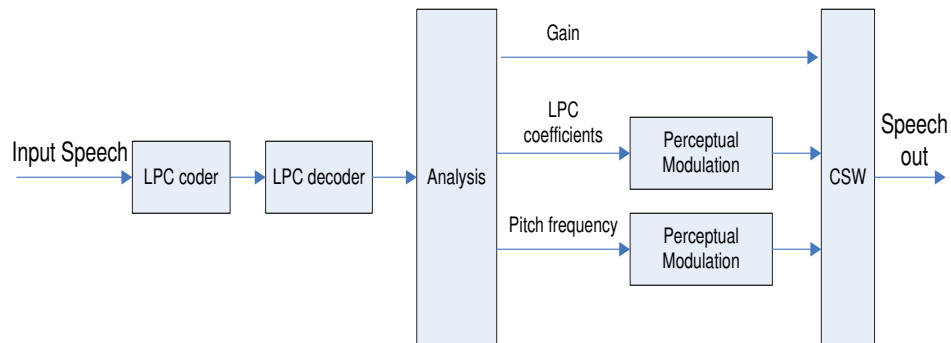 Input Speech
LPC coder
LPC decoder
Analysis
Gain
LPC
coefficients
Perceptual
Modulation
Pitch frequency
Perceptual
Modulation
CSW
Speech
out